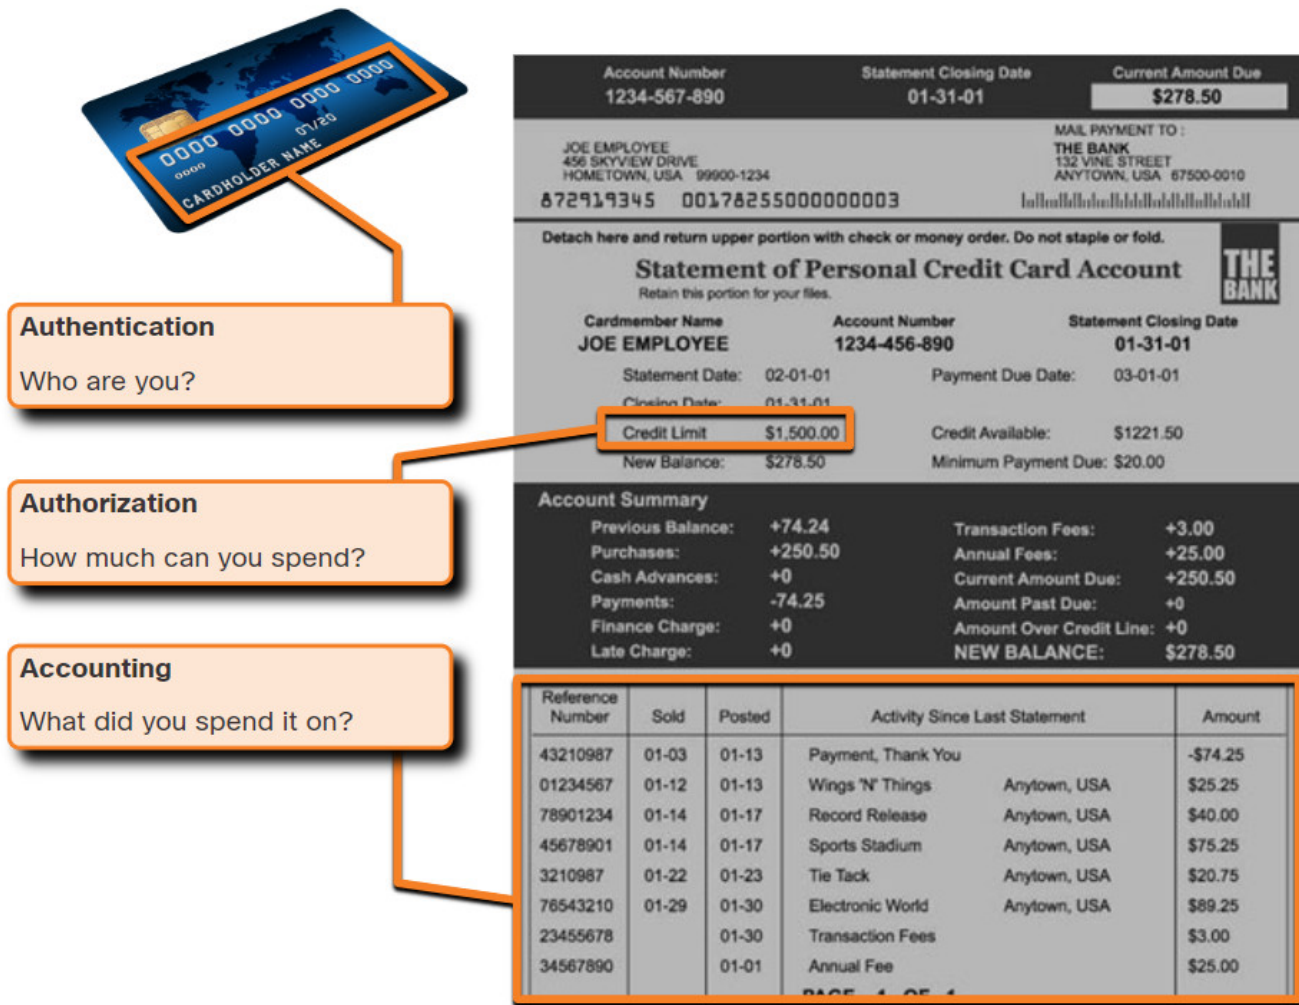 0000 0000 0000 0000
0000 07/20
CARDHOLDER NAME
Authentication
Who are you?
Authorization
How much can you spend?
Accounting
What did you spend it on?
Account Number Statement Closing Date Current Amount Due
1234-567-890 01-31-01 $278.50
JOE EMPLOYEE
456 SKYVIEW DRIVE
HOMETOWN, USA 99900-1234
MAIL PAYMENT TO :
THE BANK
132 VINE STREET
ANYTOWN, USA 67500-0010
872919345 00178255000000003
Detach here and return upper portion with check or money order. Do not staple or fold.
Statement of Personal Credit Card Account
Retain this portion for your files.
THE
BANK
Cardmember Name Account Number Statement Closing Date
JOE EMPLOYEE 1234-456-890 01-31-01
Statement Date: 02-01-01 Payment Due Date: 03-01-01
Closing Date: 01-31-01
Credit Limit $1,500.00 Credit Available: $1221.50
New Balance: $278.50 Minimum Payment Due: $20.00
Account Summary
Previous Balance: +74.24 Transaction Fees: +3.00
Purchases: +250.50 Annual Fees: +25.00
Cash Advances: +0 Current Amount Due: +250.50
Payments: -74.25 Amount Past Due: +0
Finance Charge: +0 Amount Over Credit Line: +0
Late Charge: +0 NEW BALANCE: $278.50
Reference
Number Sold Posted Activity Since Last Statement Amount
43210987 01-03 01-13 Payment, Thank You -$74.25
01234567 01-12 01-13 Wings 'N' Things Anytown, USA $25.25
78901234 01-14 01-17 Record Release Anytown, USA $40.00
45678901 01-14 01-17 Sports Stadium Anytown, USA $75.25
3210987 01-22 01-23 Tie Tack Anytown, USA $20.75
76543210 01-29 01-30 Electronic World Anytown, USA $89.25
23455678 01-30 Transaction Fees $3.00
34567890 01-01 Annual Fee $25.00
PAGE 1 OF 1